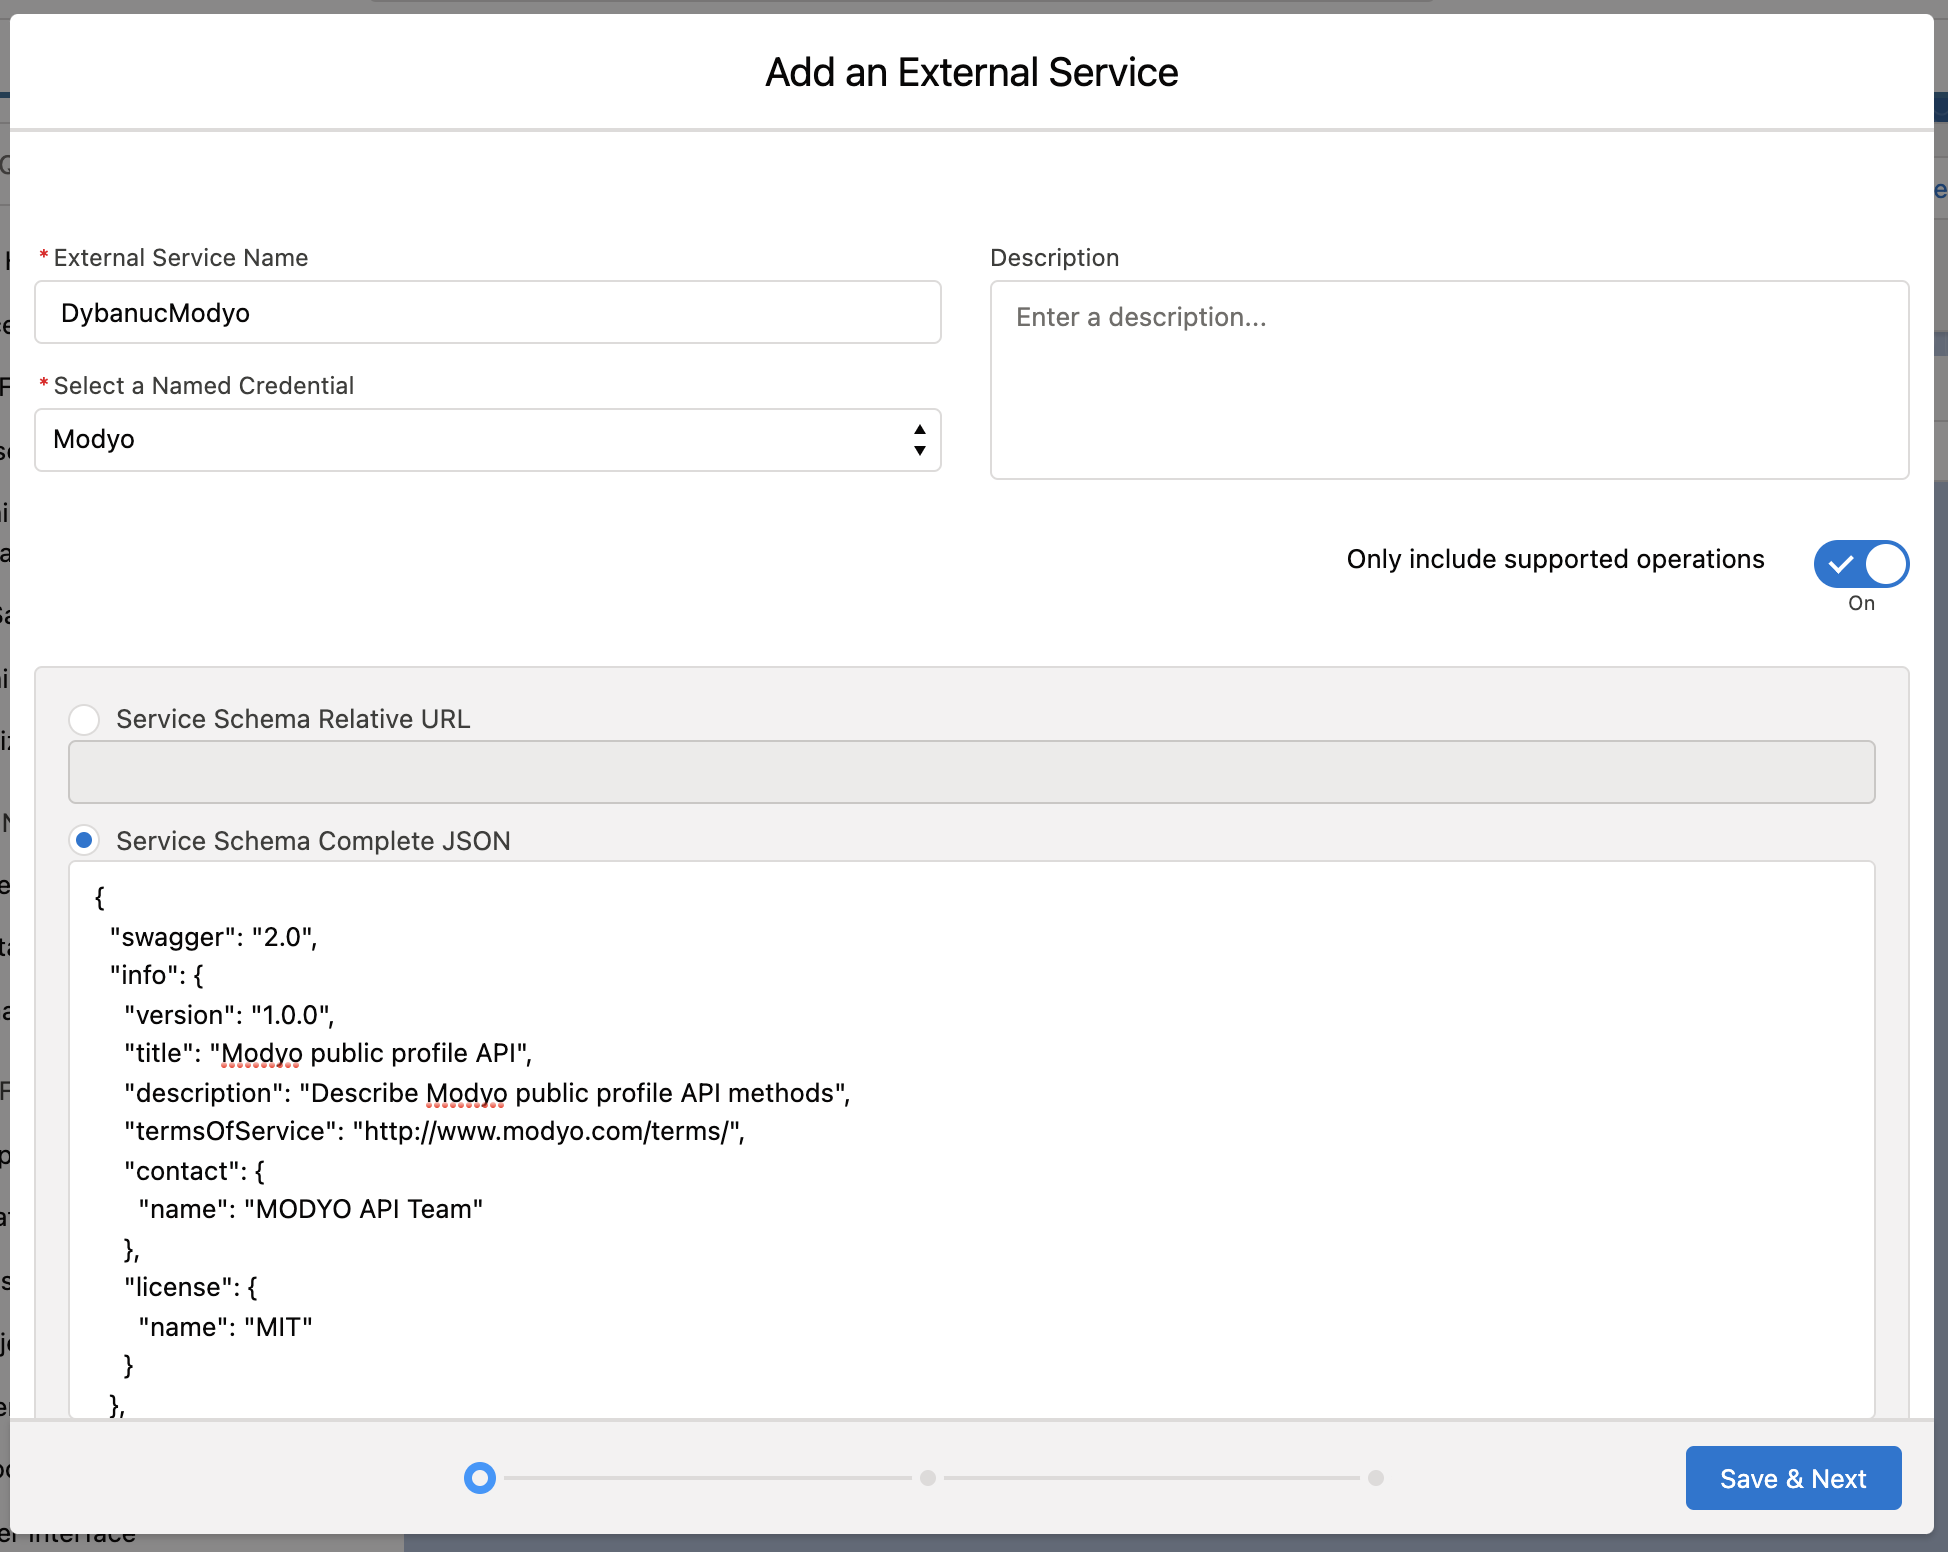 Add an External Service
* External Service Name
DybanucModyo
Description
Enter a description...
* Select a Named Credential
Modyo
Only include supported operations
On
Service Schema Relative URL
Service Schema Complete JSON
{
"swagger": "2.0",
"info": {
"version": "1.0.0",
"title": "Modyo public profile API",
"description": "Describe Modyo public profile API methods",
"termsOfService": "http://www.modyo.com/terms/",
"contact": {
"name": "MODYO API Team"
},
"license": {
"name": "MIT"
}
},
Save & Next